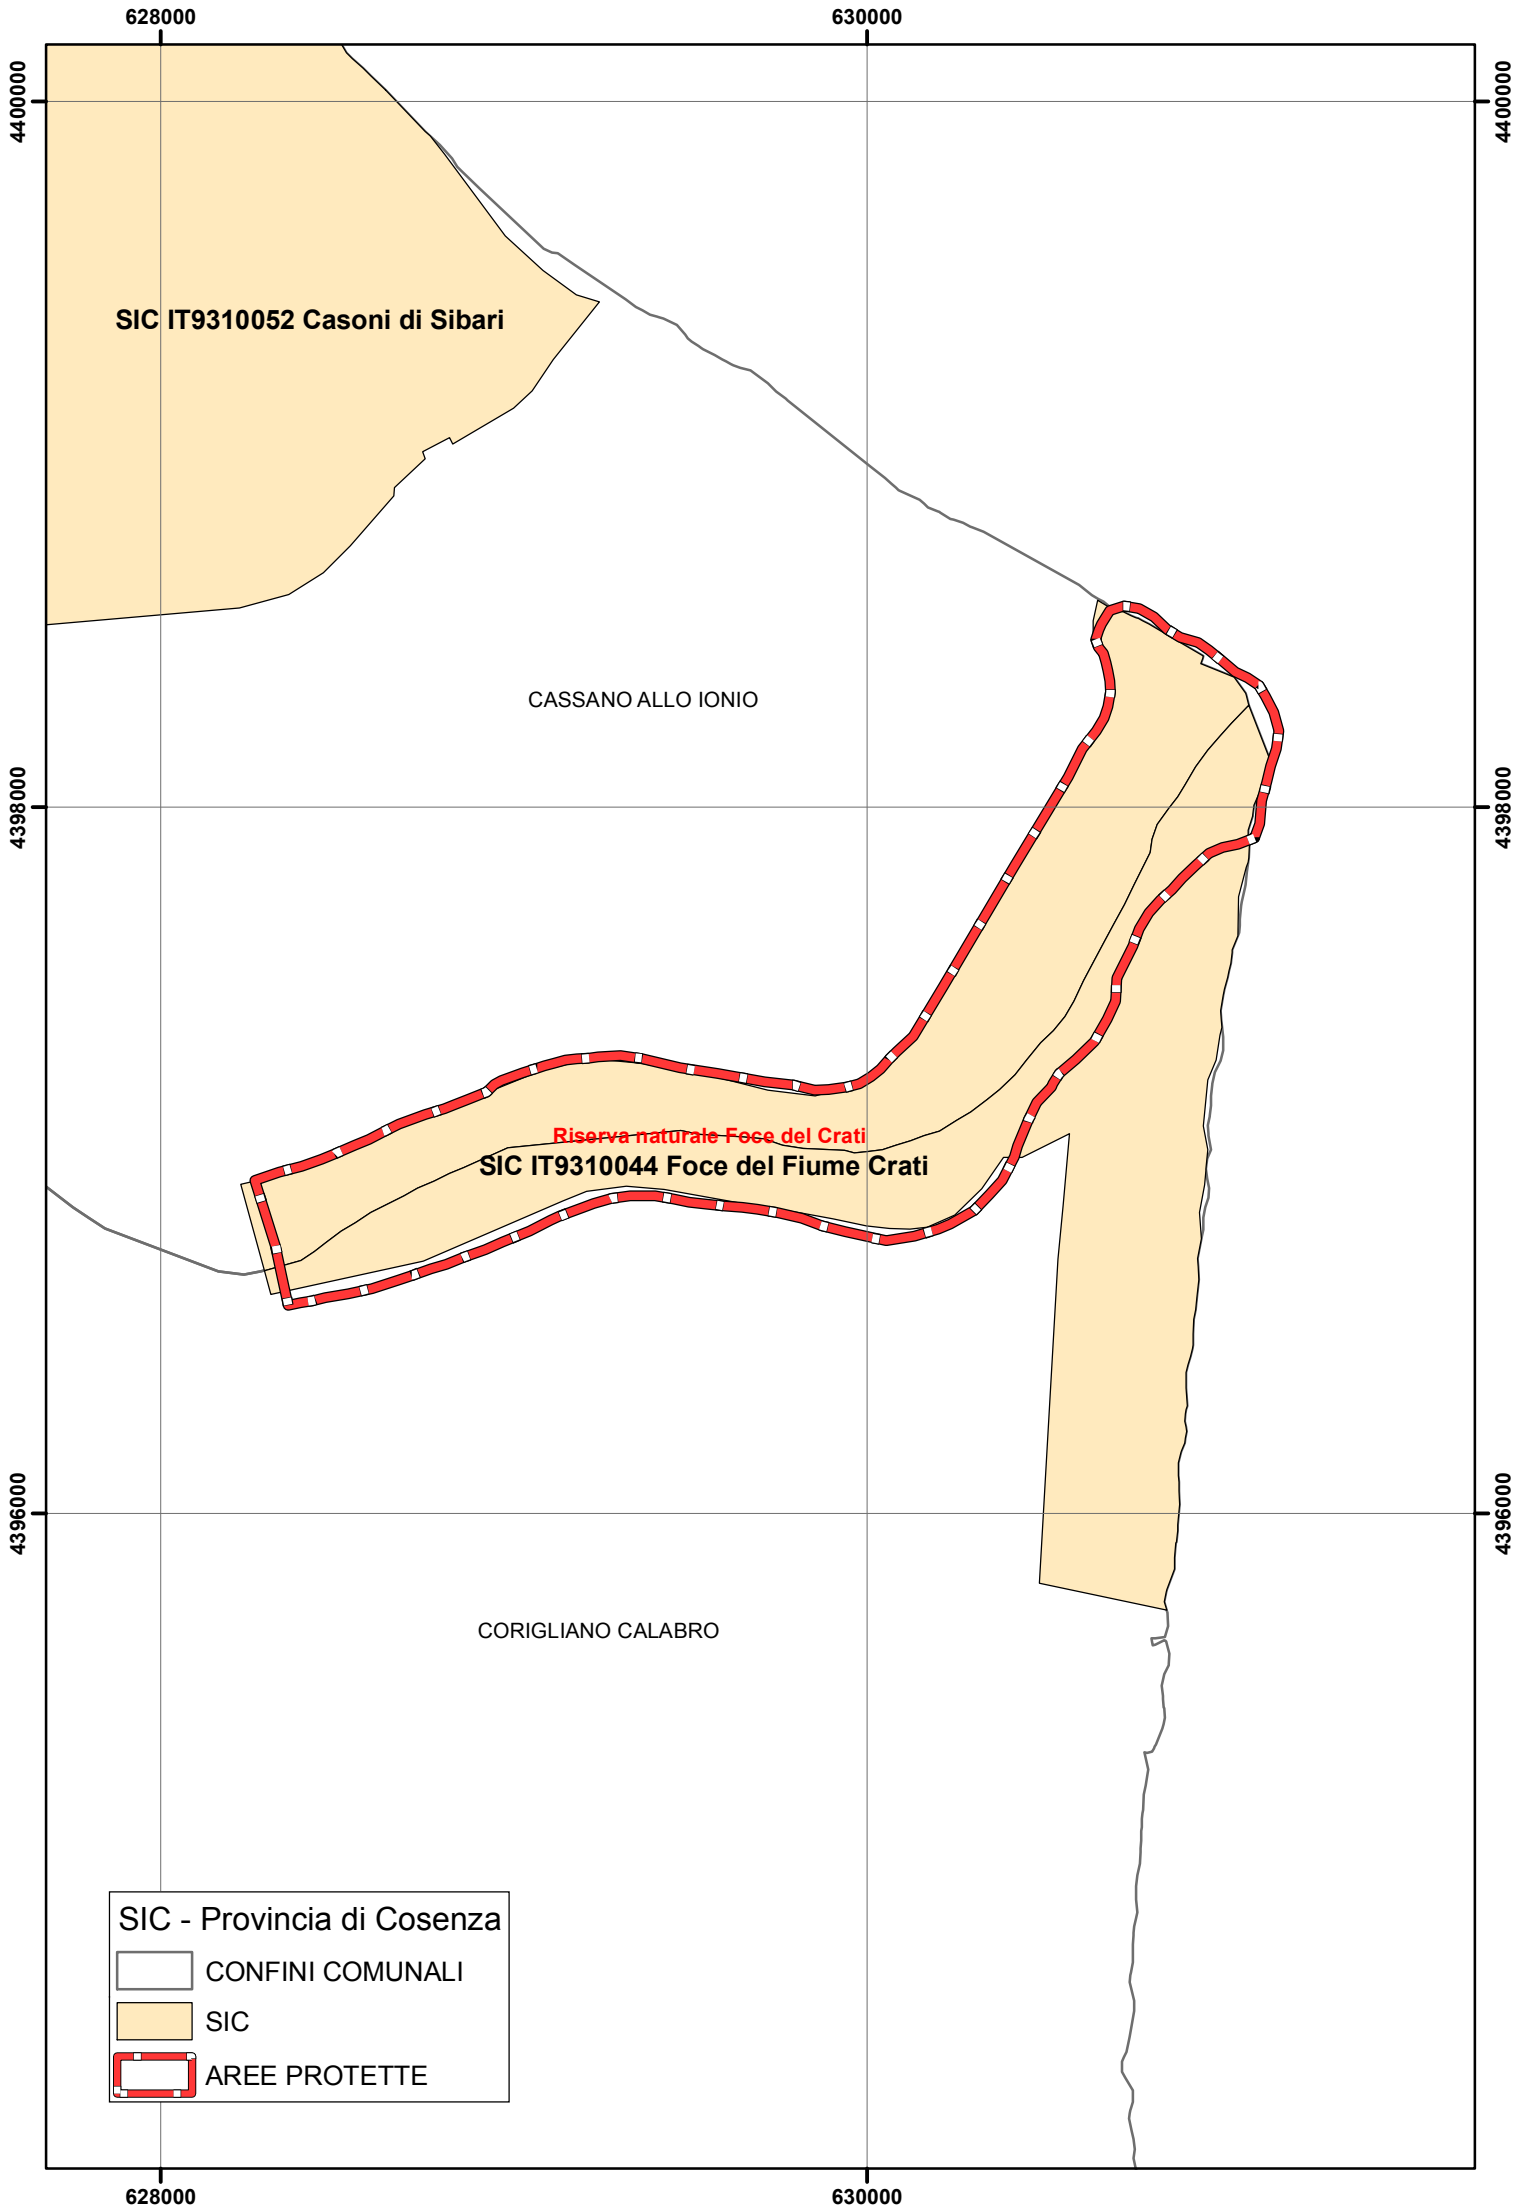 628000
630000
4400000
4400000
SIC IT9310052 Casoni di Sibari
CASSANO ALLO IONIO
4398000
4398000
Riserva naturale Foce del Crati
SIC IT9310044 Foce del Fiume Crati
4396000
4396000
CORIGLIANO CALABRO
SIC - Provincia di Cosenza
CONFINI COMUNALI
SIC
AREE PROTETTE
628000
630000